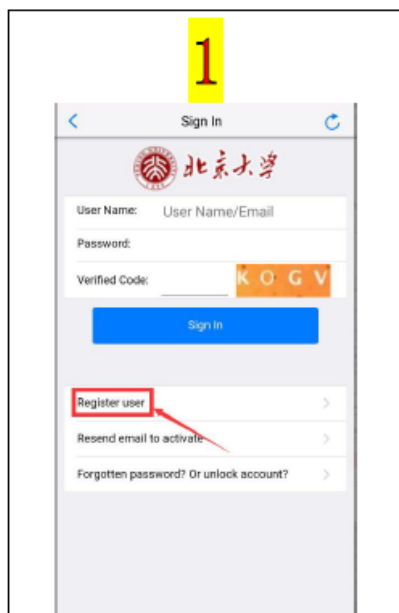 1
Sign In
北京大学
User Name: User Name/Email
Password:
Verified Code: K O G V
Sign In
Register user
Resend email to activate
Forgotten password? Or unlock account?